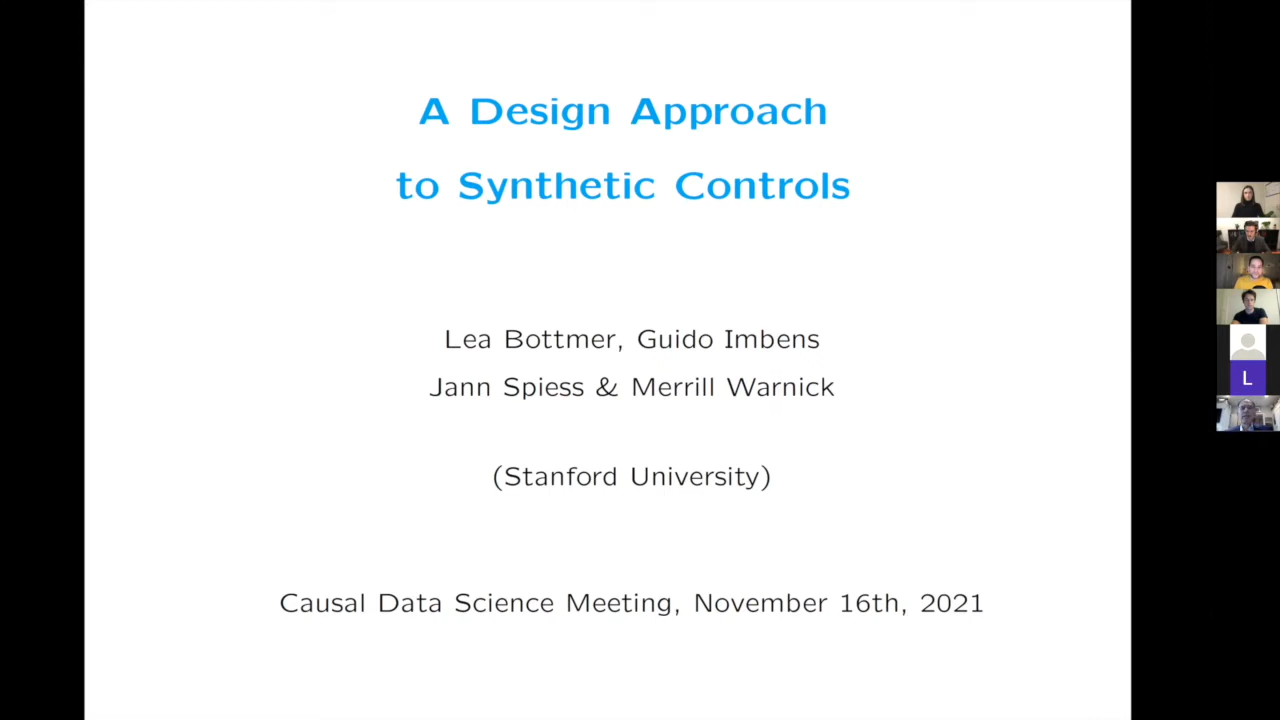 A Design Approach
to Synthetic Controls
Lea Bottmer, Guido Imbens
Jann Spiess & Merrill Warnick
(Stanford University)
Causal Data Science Meeting, November 16th, 2021
L